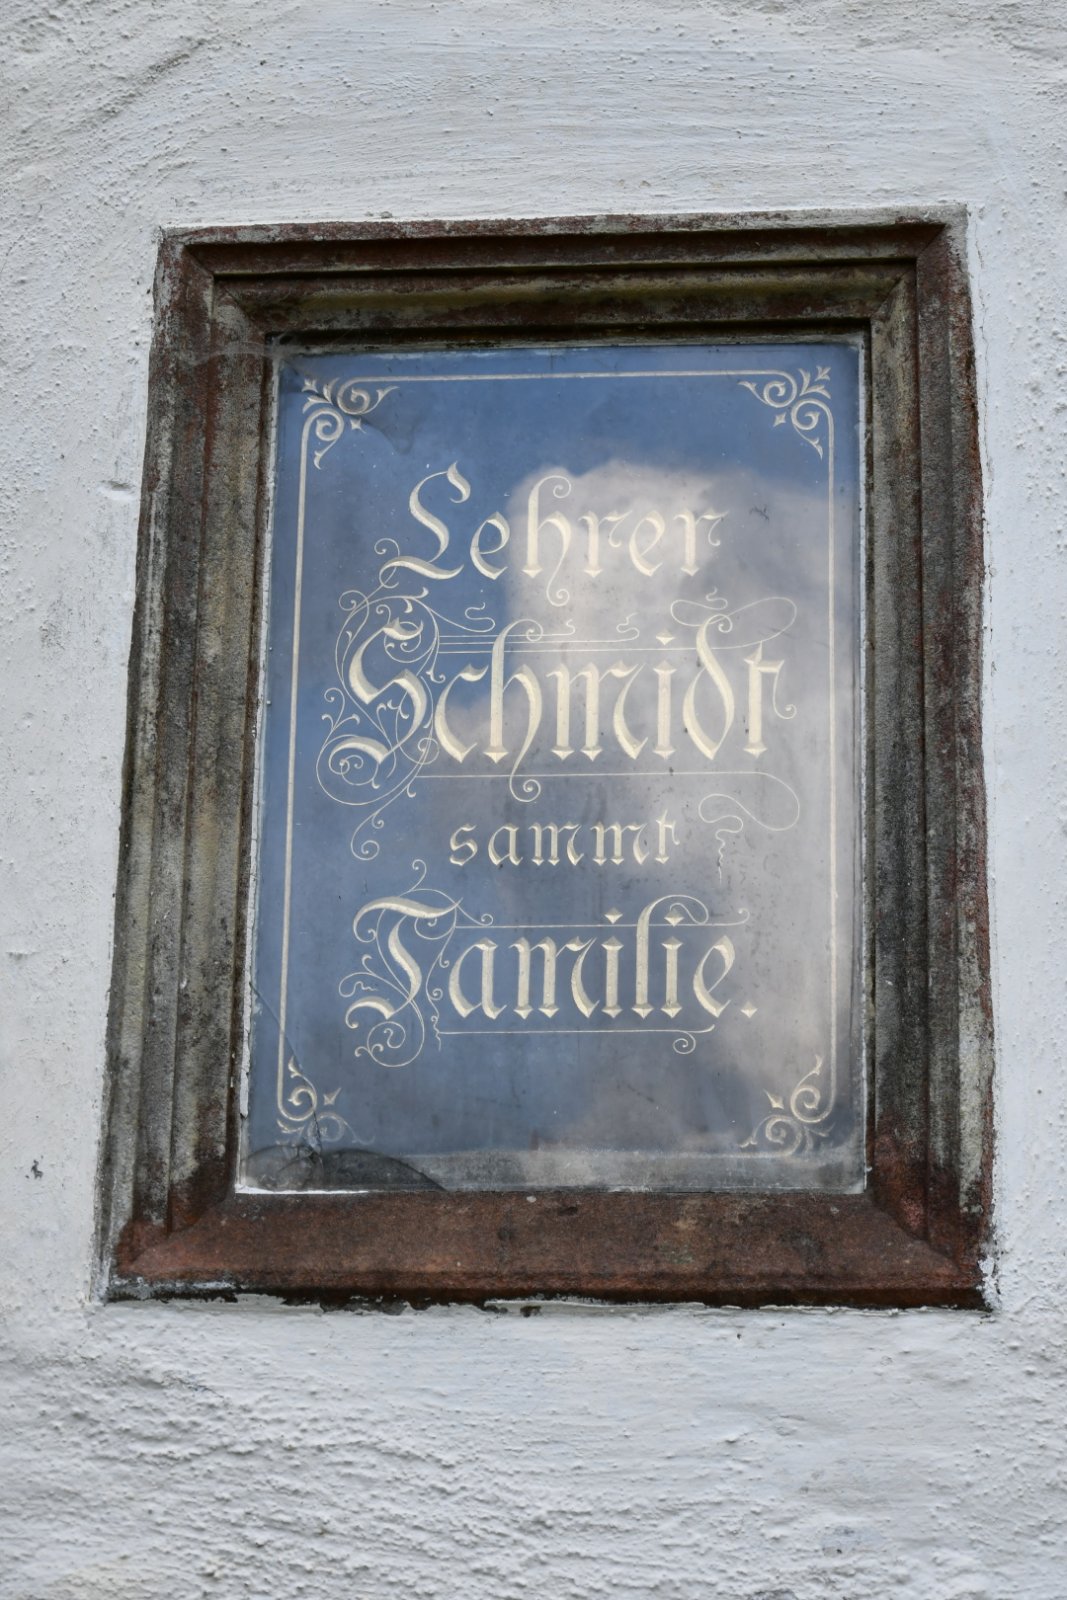 Lehrer
Schmidt
sammt
Familie.